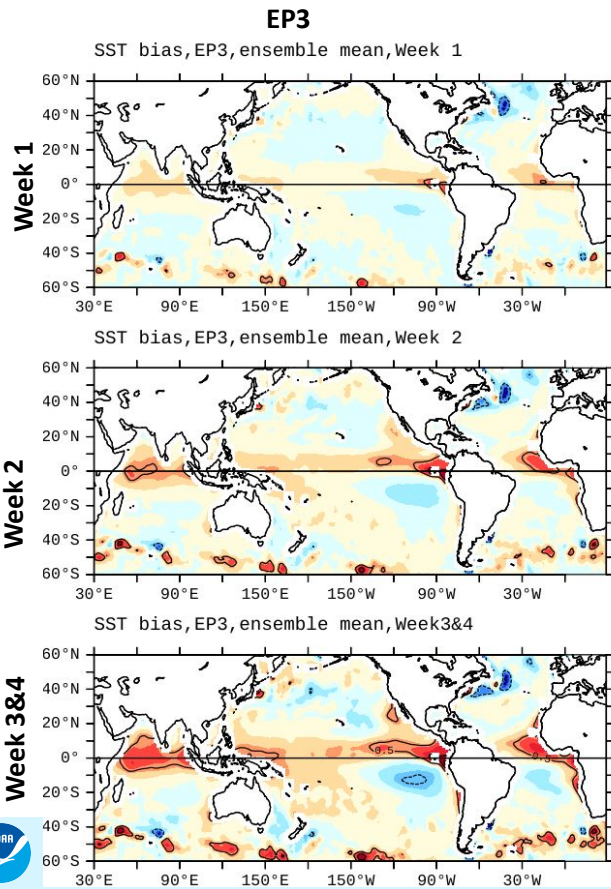 EP3
SST bias,EP3,ensemble mean,Week 1
Week 1
60°N
40°N
20°N
0°
20°S
40°S
60°S
30°E 90°E 150°E 150°W 90°W 30°W
SST bias,EP3,ensemble mean,Week 2
Week 2
60°N
40°N
20°N
0°
20°S
40°S
60°S
30°E 90°E 150°E 150°W 90°W 30°W
SST bias,EP3,ensemble mean,Week3&4
Week 3&4
60°N
40°N
20°N
0°
20°S
40°S
60°S
0.5
30°E 90°E 150°E 150°W 90°W 30°W